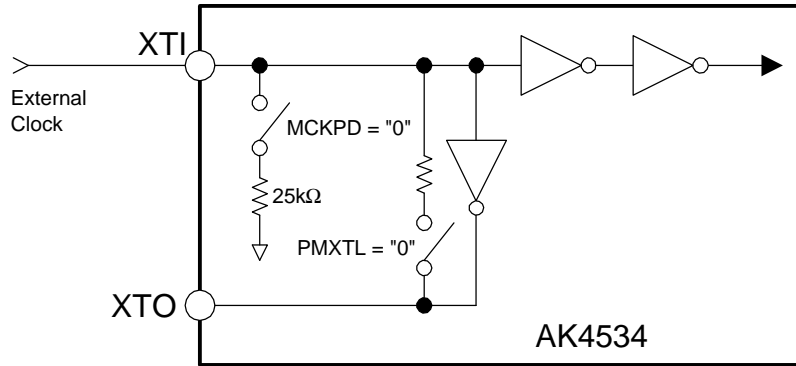 XTI
External
Clock
MCKPD = "0"
25kΩ
PMXTL = "0"
XTO
AK4534